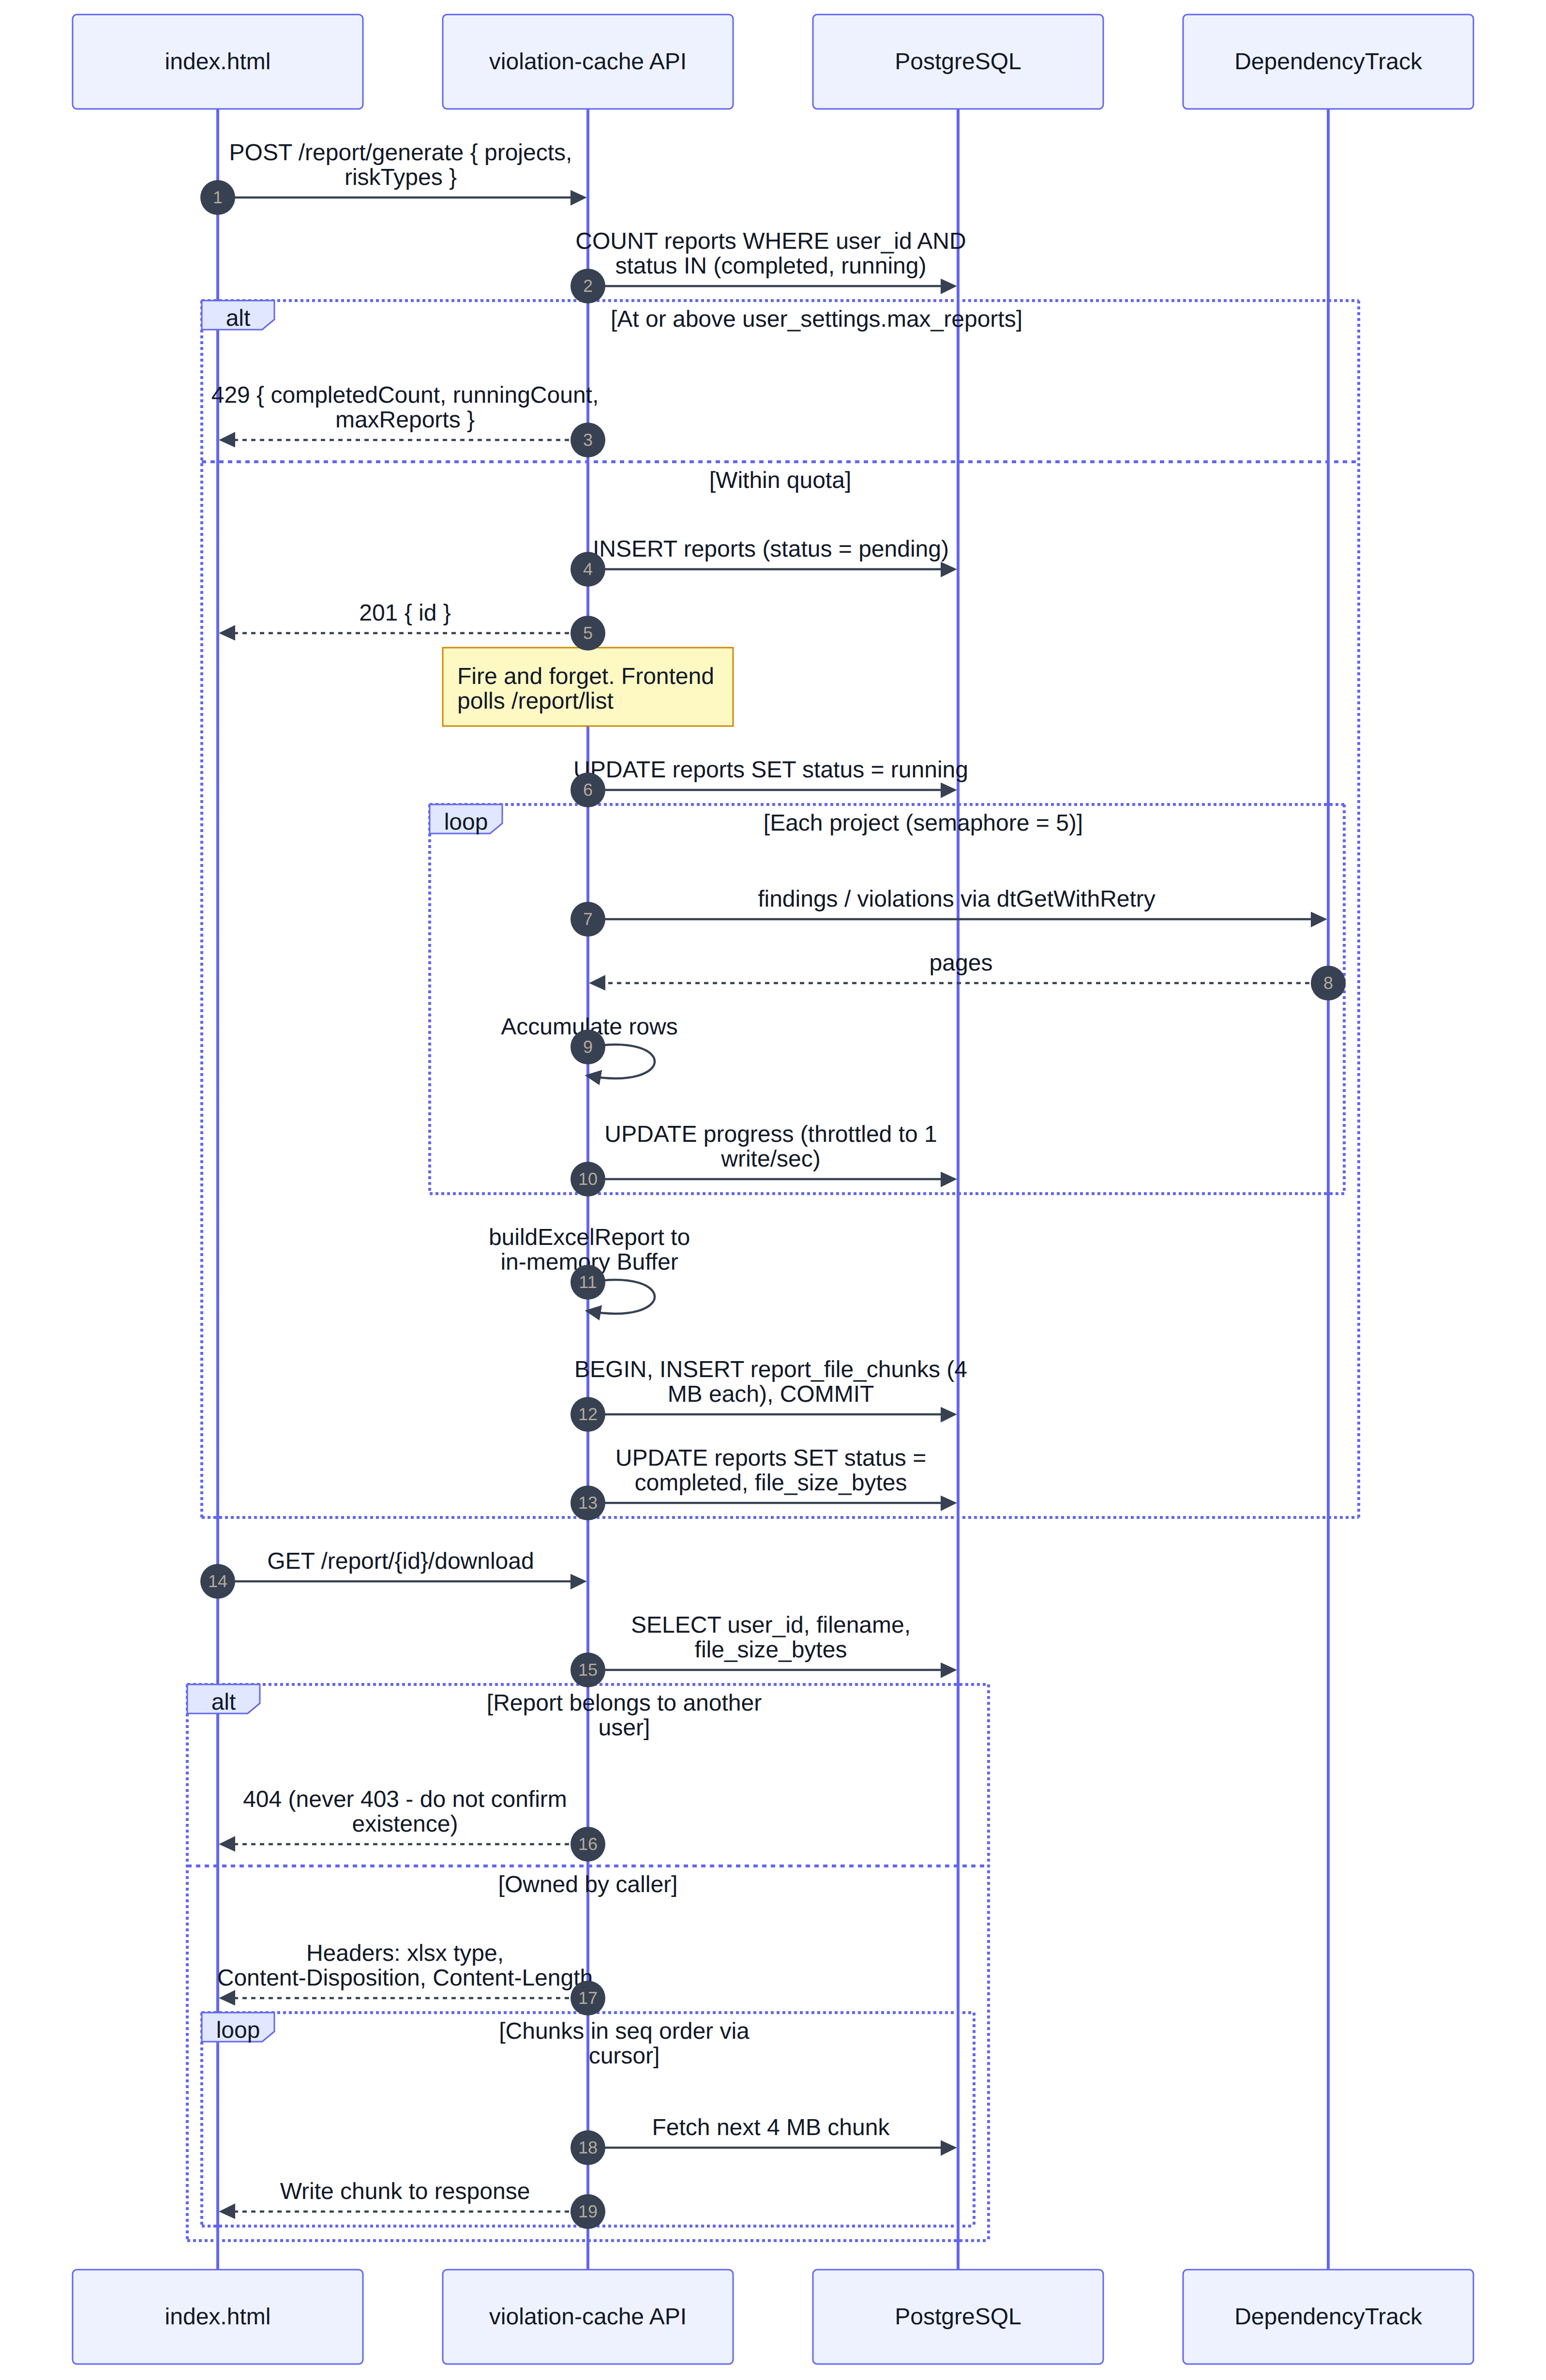 index.html
violation-cache API
PostgreSQL
DependencyTrack
POST /report/generate { projects,
riskTypes }
1
COUNT reports WHERE user_id AND
status IN (completed, running)
2
alt
[At or above user_settings.max_reports]
429 { completedCount, runningCount,
maxReports }
3
[Within quota]
INSERT reports (status = pending)
4
201 { id }
5
Fire and forget. Frontend
polls /report/list
UPDATE reports SET status = running
6
loop
[Each project (semaphore = 5)]
findings / violations via dtGetWithRetry
7
pages
8
Accumulate rows
9
UPDATE progress (throttled to 1
write/sec)
10
buildExcelReport to
in-memory Buffer
11
BEGIN, INSERT report_file_chunks (4
MB each), COMMIT
12
UPDATE reports SET status =
completed, file_size_bytes
13
GET /report/{id}/download
14
SELECT user_id, filename,
file_size_bytes
15
alt
[Report belongs to another
user]
404 (never 403 - do not confirm
existence)
16
[Owned by caller]
Headers: xlsx type,
Content-Disposition, Content-Length
17
loop
[Chunks in seq order via
cursor]
Fetch next 4 MB chunk
18
Write chunk to response
19
index.html
violation-cache API
PostgreSQL
DependencyTrack